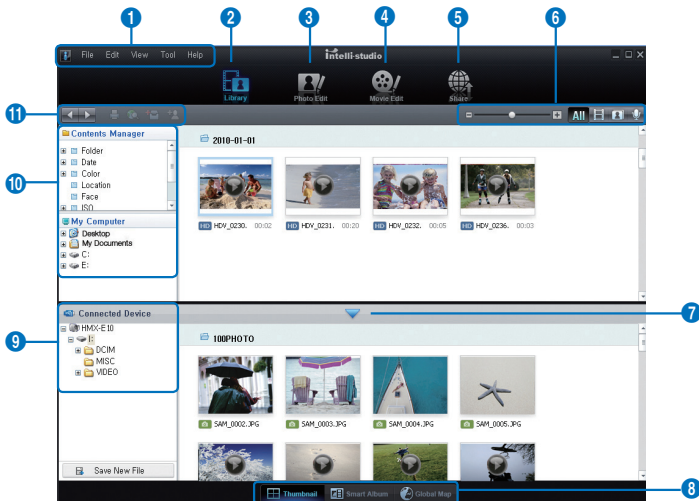 1 2 3 4 5 6
File Edit View Tool Help
intelli-studio
Library Photo Edit Movie Edit Share
11
All
Contents Manager
2010-01-01
Folder
Date
Color
Location
Face
ISO
10
HD HDV_0230. 00:02 HD HDV_0231. 00:20 HD HDV_0232. 00:05 HD HDV_0236. 00:03
My Computer
Desktop
My Documents
C:
E:
Connected Device
7
HMX-E10
I:
DCIM
MISC
VIDEO
9
100PHOTO
SAM_0002.JPG SAM_0003.JPG SAM_0004.JPG SAM_0005.JPG
Save New File
Thumbnail Smart Album Global Map
8